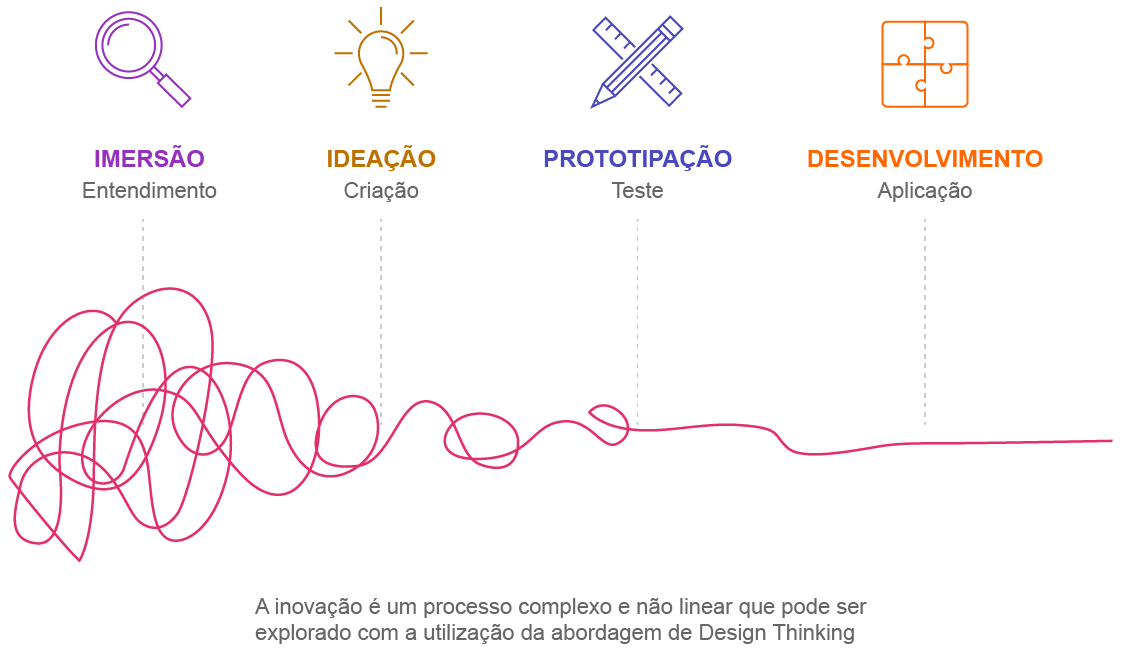 IMERSÃO
Entendimento
IDEAÇÃO
Criação
PROTOTIPAÇÃO
Teste
DESENVOLVIMENTO
Aplicação
A inovação é um processo complexo e não linear que pode ser
explorado com a utilização da abordagem de Design Thinking